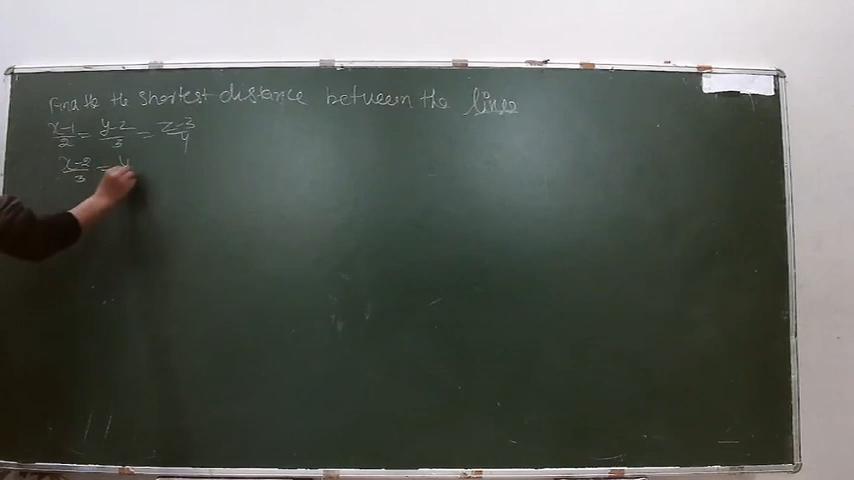 Find the the shortest distance between the lines
x-1/2 = y-2/3 = z-3/4
x-2/3 = y